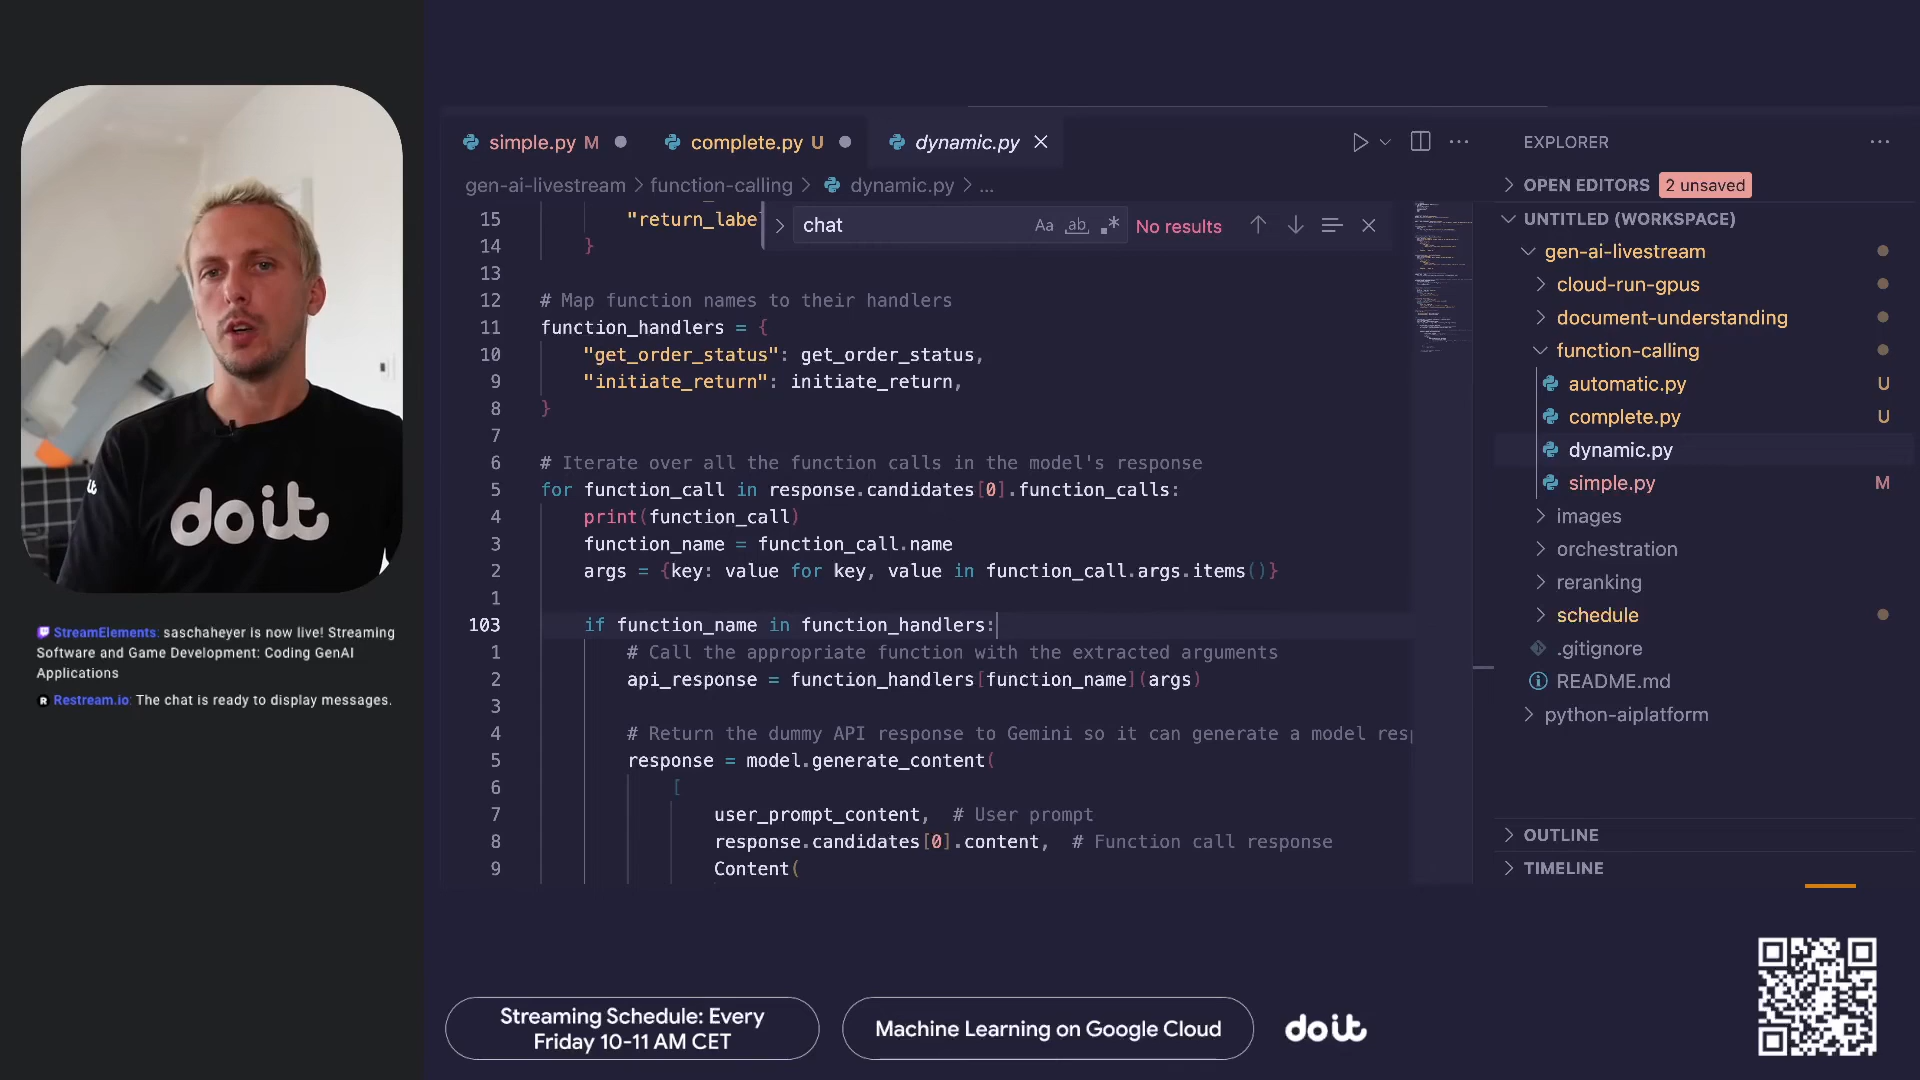 doit
StreamElements: saschaheyer is now live! Streaming
Software and Game Development: Coding GenAI
Applications
Restream.io: The chat is ready to display messages.
simple.py M
complete.py U
dynamic.py
gen-ai-livestream > function-calling > dynamic.py > ...
chat
Aa ab .*
No results
15 "return_labe
14 }
13
12 # Map function names to their handlers
11 function_handlers = {
10 "get_order_status": get_order_status,
9 "initiate_return": initiate_return,
8 }
7
6 # Iterate over all the function calls in the model's response
5 for function_call in response.candidates[0].function_calls:
4 print(function_call)
3 function_name = function_call.name
2 args = {key: value for key, value in function_call.args.items()}
1
103 if function_name in function_handlers:
1 # Call the appropriate function with the extracted arguments
2 api_response = function_handlers[function_name](args)
3
4 # Return the dummy API response to Gemini so it can generate a model resp
5 response = model.generate_content(
6 [
7 user_prompt_content, # User prompt
8 response.candidates[0].content, # Function call response
9 Content(
EXPLORER
OPEN EDITORS 2 unsaved
UNTITLED (WORKSPACE)
gen-ai-livestream
cloud-run-gpus
document-understanding
function-calling
automatic.py U
complete.py U
dynamic.py
simple.py M
images
orchestration
reranking
schedule
.gitignore
README.md
python-aiplatform
OUTLINE
TIMELINE
Streaming Schedule: Every
Friday 10-11 AM CET
Machine Learning on Google Cloud
doit